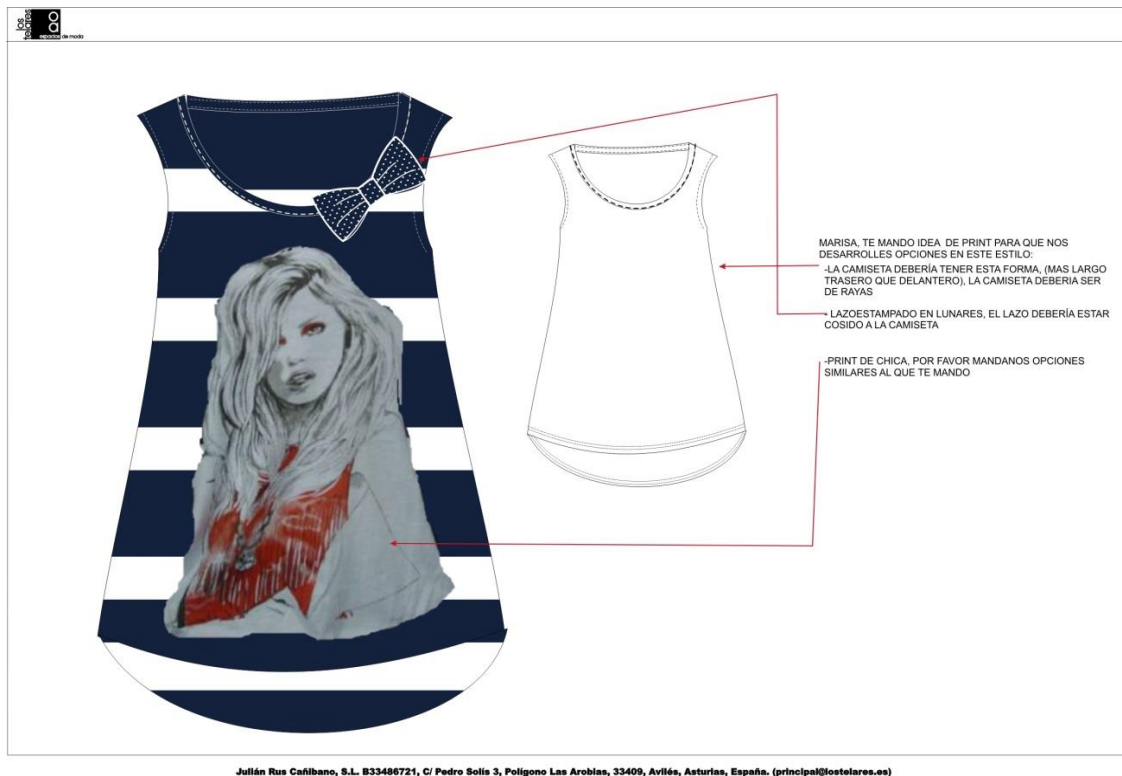 los
telares
espacios de moda
MARISA, TE MANDO IDEA DE PRINT PARA QUE NOS
DESARROLLES OPCIONES EN ESTE ESTILO:
-LA CAMISETA DEBERÍA TENER ESTA FORMA, (MAS LARGO
TRASERO QUE DELANTERO), LA CAMISETA DEBERIA SER
DE RAYAS
- LAZOESTAMPADO EN LUNARES, EL LAZO DEBERÍA ESTAR
COSIDO A LA CAMISETA
-PRINT DE CHICA, POR FAVOR MANDANOS OPCIONES
SIMILARES AL QUE TE MANDO
Julián Rus Cañibano, S.L. B33486721, C/ Pedro Solís 3, Polígono Las Arobias, 33409, Avilés, Asturias, España. (principal@lostelares.es)